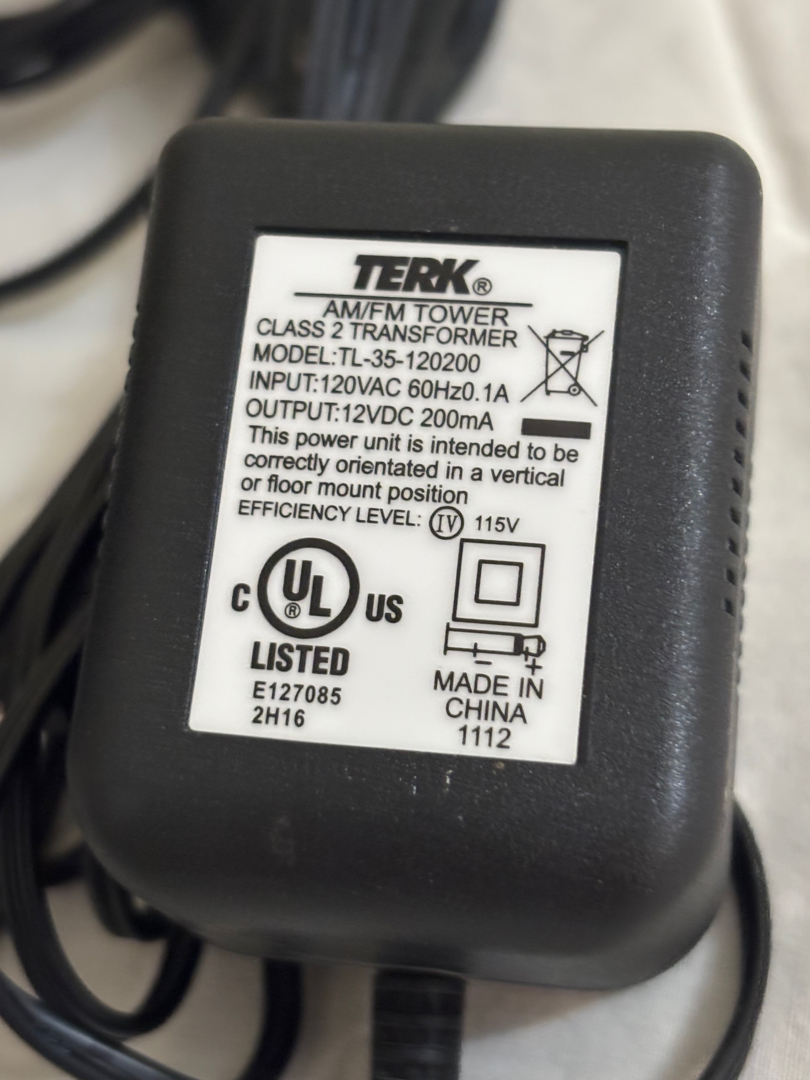 TERK®
AM/FM TOWER
CLASS 2 TRANSFORMER
MODEL:TL-35-120200
INPUT:120VAC 60Hz0.1A
OUTPUT:12VDC 200mA
This power unit is intended to be
correctly orientated in a vertical
or floor mount position
EFFICIENCY LEVEL: IV 115V
C UL® US
LISTED
E127085
2H16
- +
MADE IN
CHINA
1112